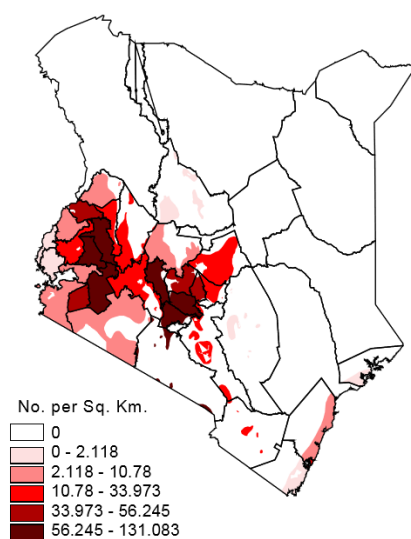 No. per Sq. Km.
0
0 - 2.118
2.118 - 10.78
10.78 - 33.973
33.973 - 56.245
56.245 - 131.083